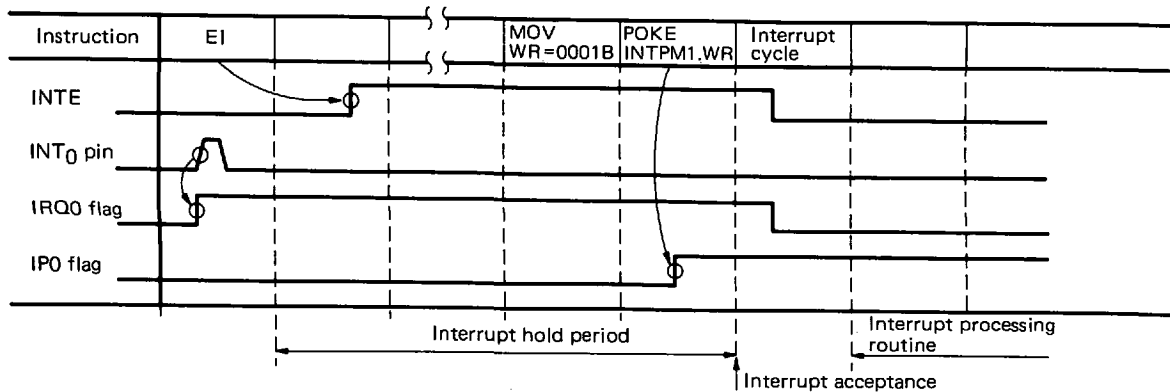 Instruction
EI
MOV
WR=0001B
POKE
INTPM1.WR
Interrupt
cycle
INTE
INT0 pin
IRQ0 flag
IP0 flag
Interrupt hold period
Interrupt processing
routine
Interrupt acceptance